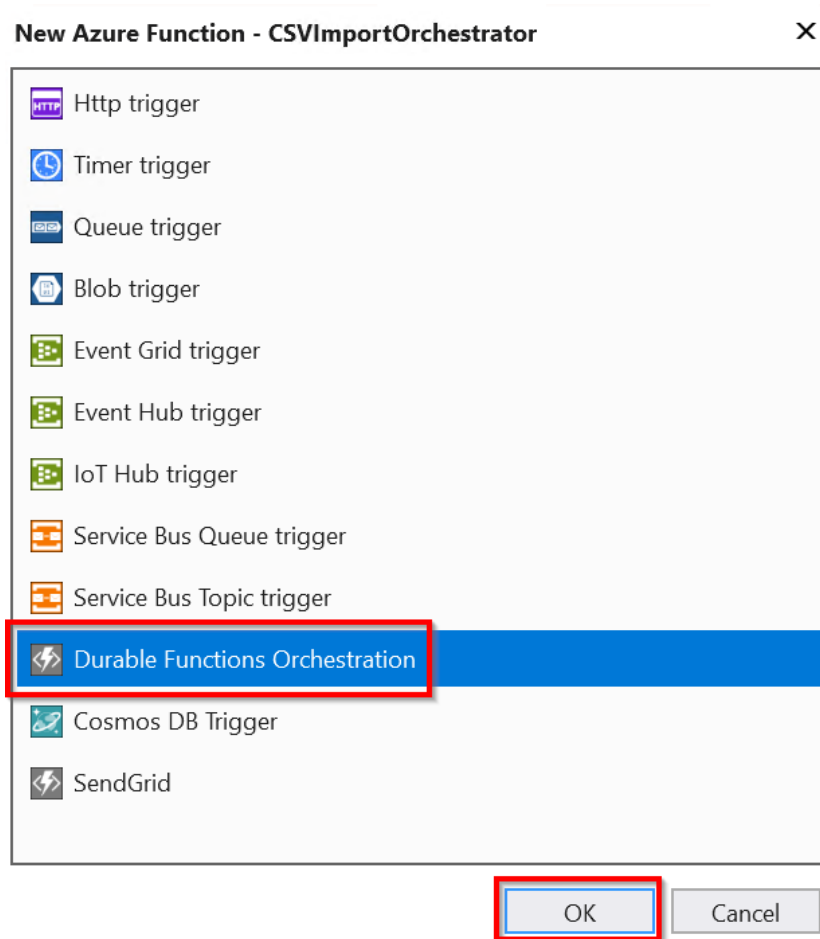 New Azure Function - CSVImportOrchestrator
HTTP Http trigger
Timer trigger
Queue trigger
Blob trigger
Event Grid trigger
Event Hub trigger
IoT Hub trigger
Service Bus Queue trigger
Service Bus Topic trigger
Durable Functions Orchestration
Cosmos DB Trigger
SendGrid
OK Cancel